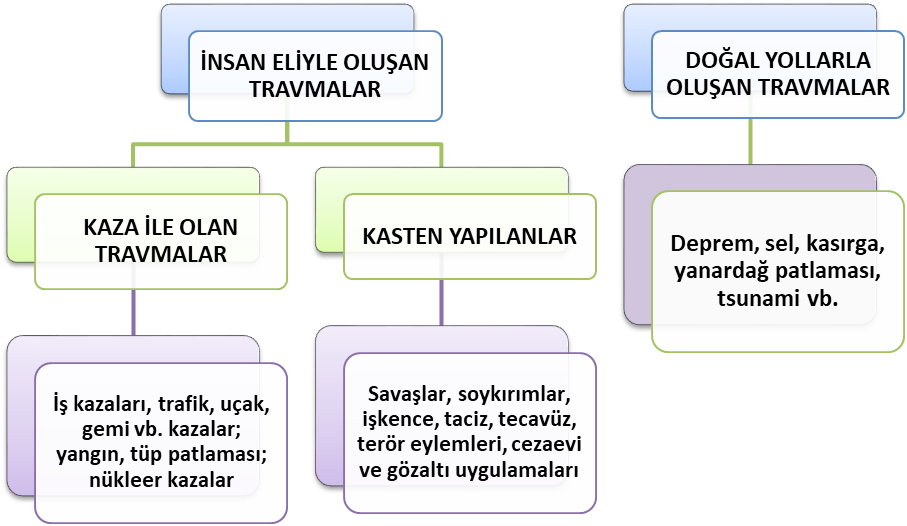 İNSAN ELİYLE OLUŞAN
TRAVMALAR
DOĞAL YOLLARLA
OLUŞAN TRAVMALAR
KAZA İLE OLAN
TRAVMALAR
KASTEN YAPILANLAR
Deprem, sel, kasırga,
yanardağ patlaması,
tsunami vb.
İş kazaları, trafik, uçak,
gemi vb. kazalar;
yangın, tüp patlaması;
nükleer kazalar
Savaşlar, soykırımlar,
işkence, taciz, tecavüz,
terör eylemleri, cezaevi
ve gözaltı uygulamaları